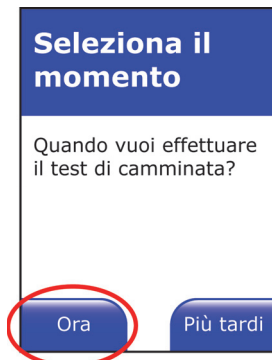 Seleziona il
momento
Quando vuoi effettuare
il test di camminata?
Ora
Più tardi